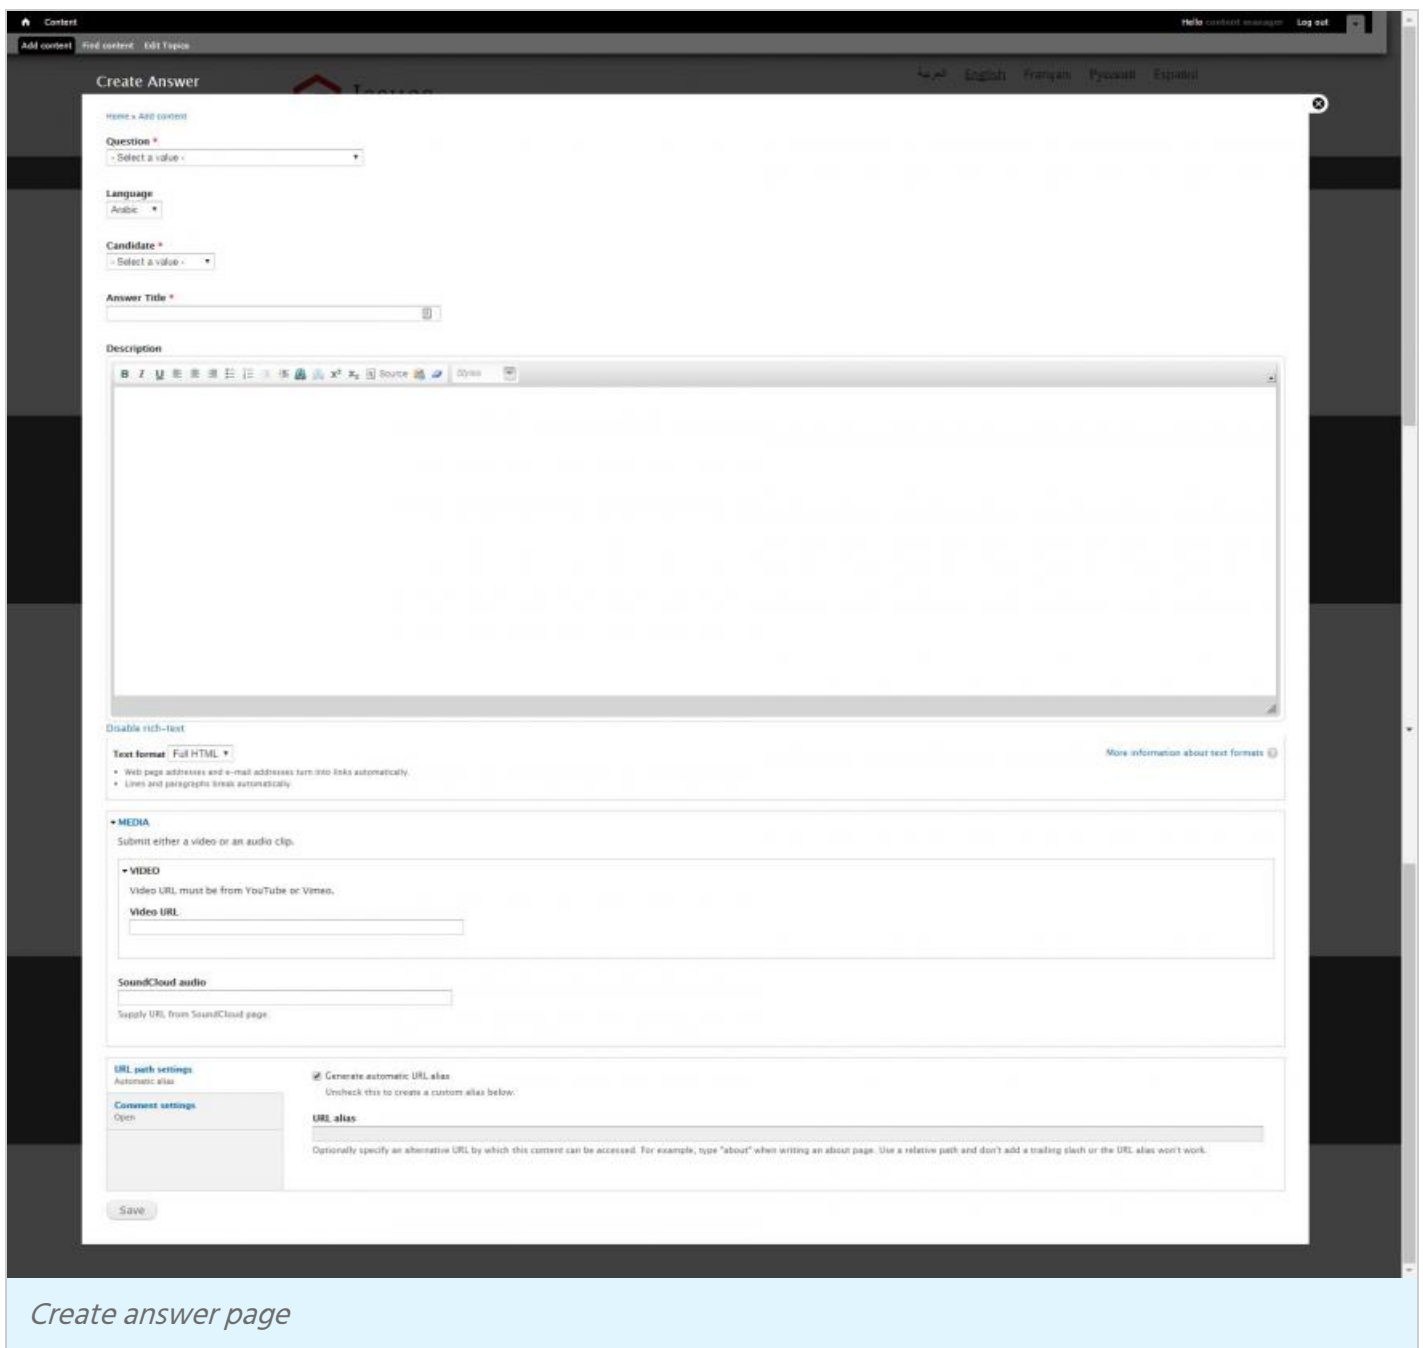 Content
Hello content manager Log out
Add content Find content Edit Topics
Create Answer
العربية English Français Русский Español
Home » Add content
Question *
- Select a value -
Language
Arabic
Candidate *
- Select a value -
Answer Title *
Description
B I U x² x₂ Source Styles
Disable rich-text
Text format Full HTML
More information about text formats
• Web page addresses and e-mail addresses turn into links automatically.
• Lines and paragraphs break automatically.
MEDIA
Submit either a video or an audio clip.
VIDEO
Video URL must be from YouTube or Vimeo.
Video URL
SoundCloud audio
Supply URL from SoundCloud page.
URL path settings
Automatic alias
Comment settings
Open
Generate automatic URL alias
Uncheck this to create a custom alias below.
URL alias
Optionally specify an alternative URL by which this content can be accessed. For example, type "about" when writing an about page. Use a relative path and don't add a trailing slash or the URL alias won't work.
Save
Create answer page